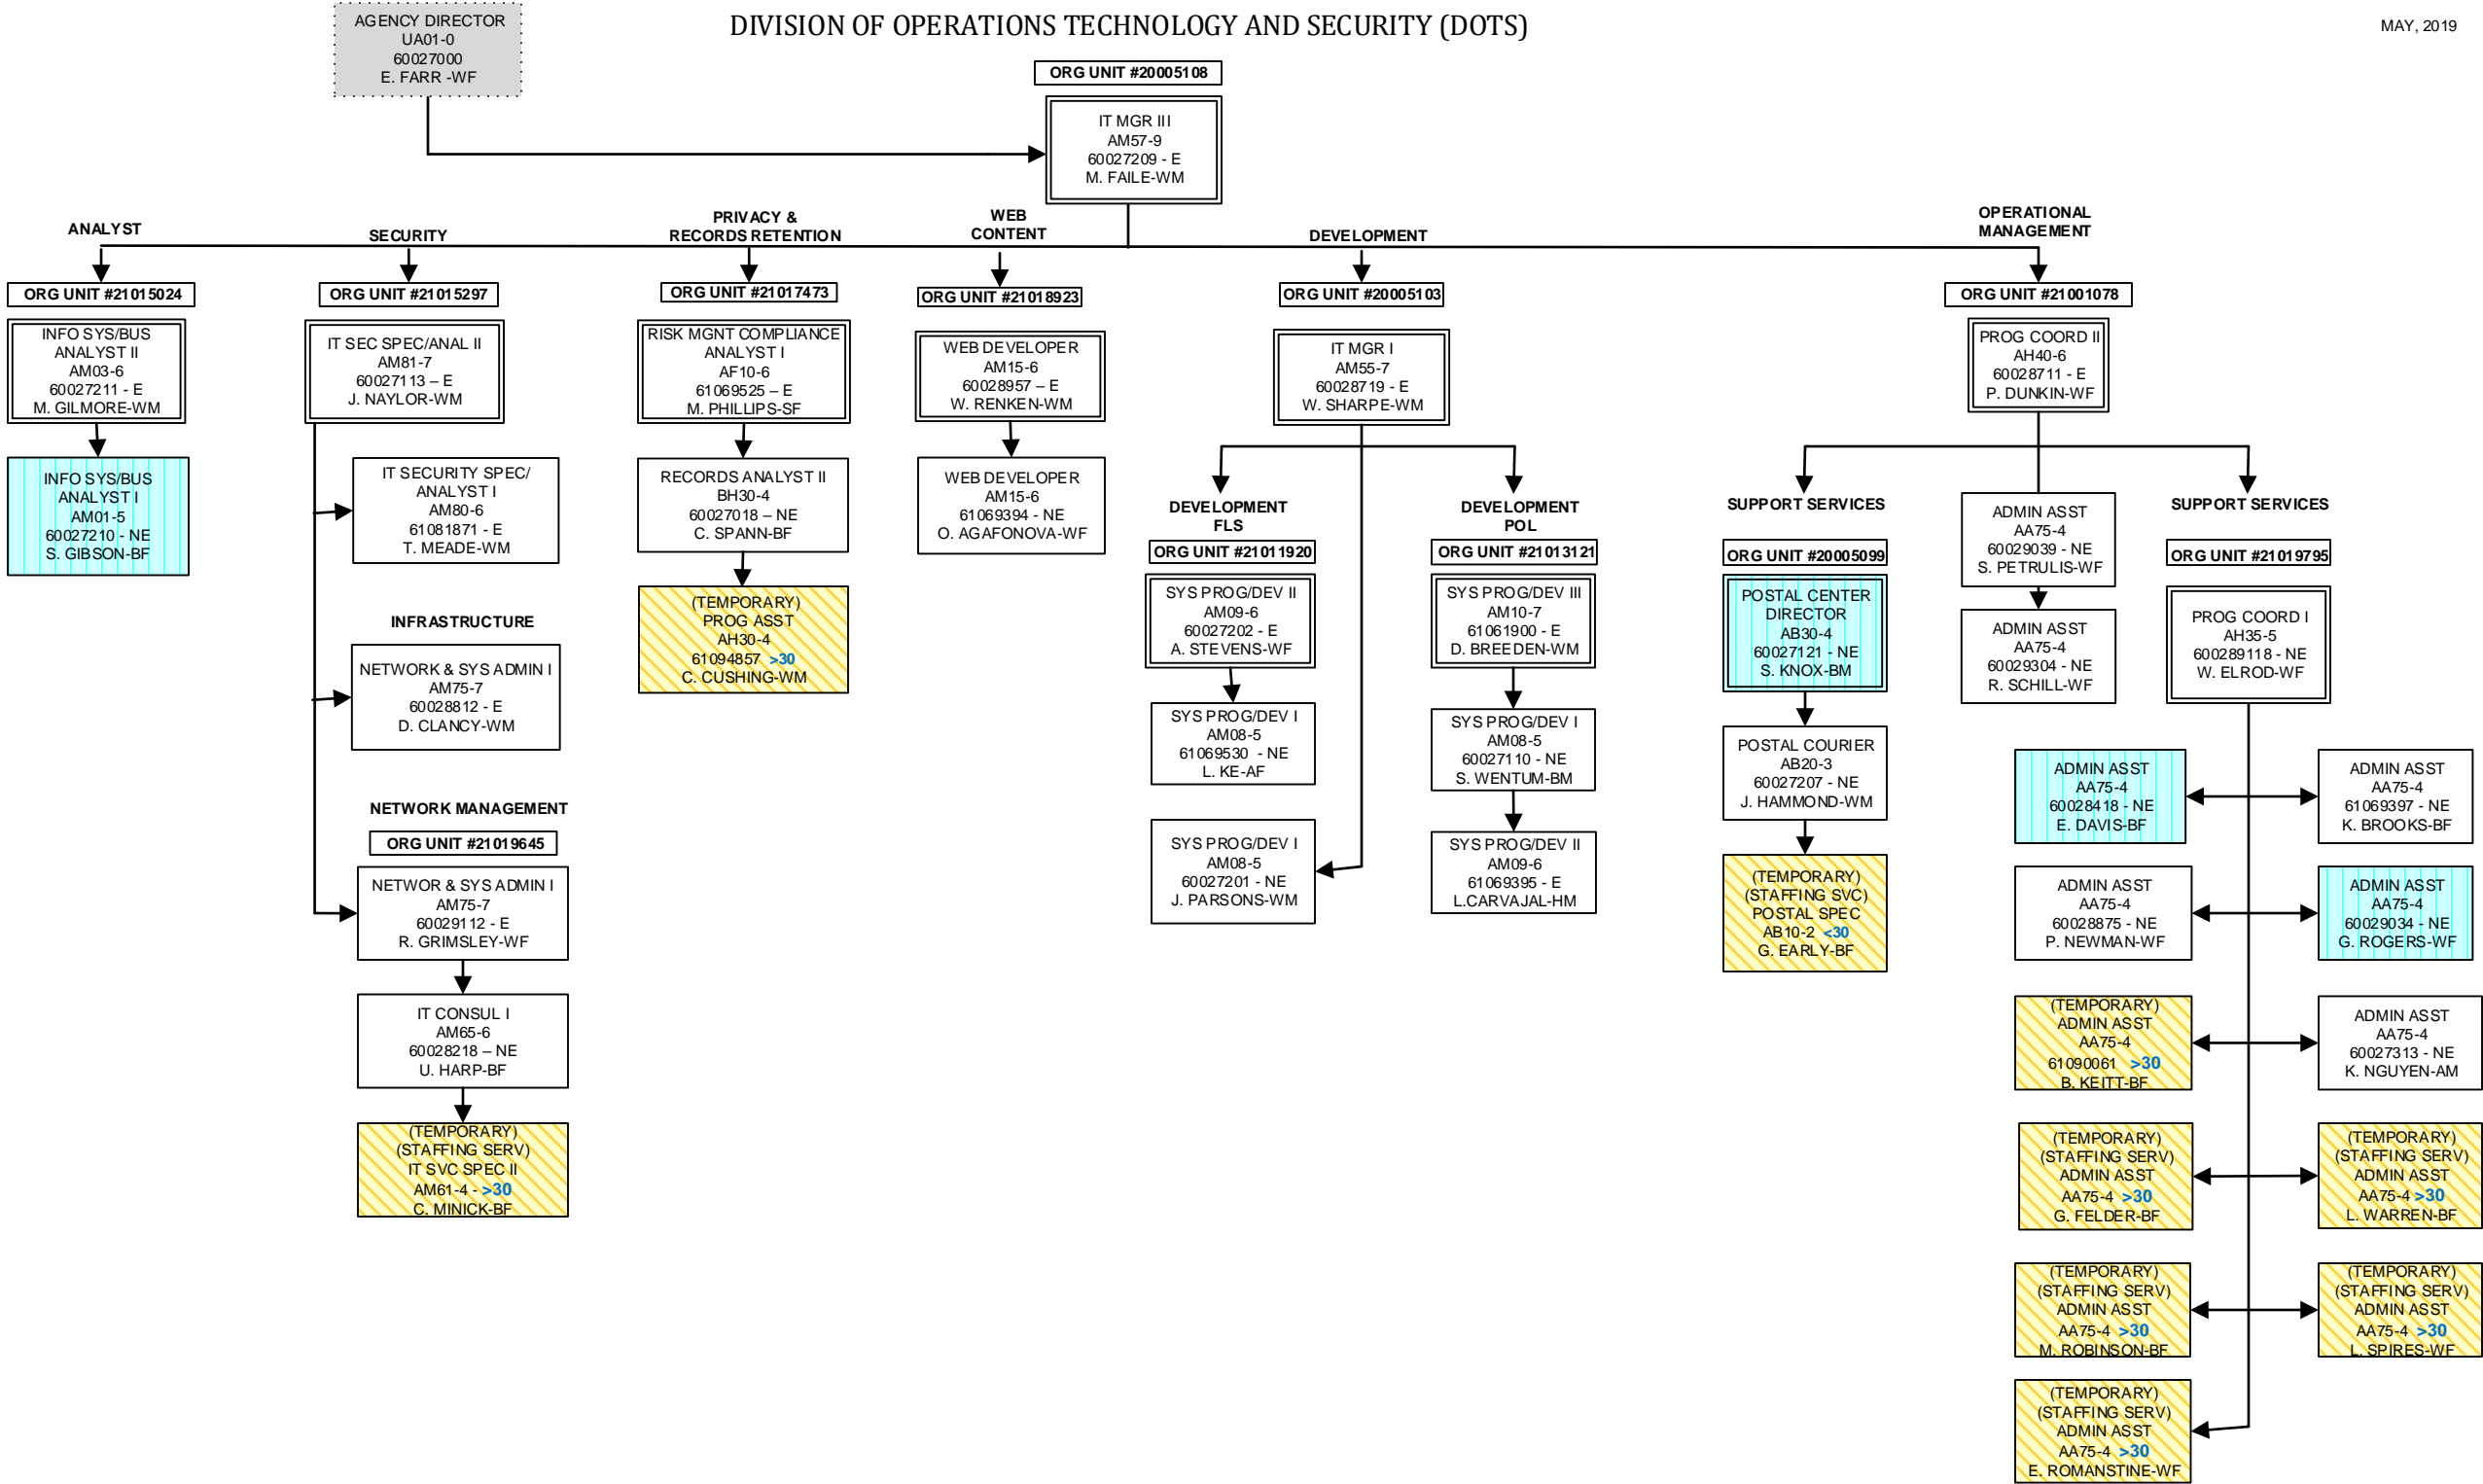 DIVISION OF OPERATIONS TECHNOLOGY AND SECURITY (DOTS)
MAY, 2019
AGENCY DIRECTOR
UA01-0
60027000
E. FARR -WF
ORG UNIT #20005108
IT MGR III
AM57-9
60027209 - E
M. FAILE-WM
ANALYST
ORG UNIT #21015024
INFO SYS/BUS
ANALYST II
AM03-6
60027211 - E
M. GILMORE-WM
INFO SYS/BUS
ANALYST I
AM01-5
60027210 - NE
S. GIBSON-BF
SECURITY
ORG UNIT #21015297
IT SEC SPEC/ANAL II
AM81-7
60027113 – E
J. NAYLOR-WM
IT SECURITY SPEC/
ANALYST I
AM80-6
61081871 - E
T. MEADE-WM
INFRASTRUCTURE
NETWORK & SYS ADMIN I
AM75-7
60028812 - E
D. CLANCY-WM
NETWORK MANAGEMENT
ORG UNIT #21019645
NETWOR & SYS ADMIN I
AM75-7
60029112 - E
R. GRIMSLEY-WF
IT CONSUL I
AM65-6
60028218 – NE
U. HARP-BF
(TEMPORARY)
(STAFFING SERV)
IT SVC SPEC II
AM61-4 - >30
C. MINICK-BF
PRIVACY &
RECORDS RETENTION
ORG UNIT #21017473
RISK MGNT COMPLIANCE
ANALYST I
AF10-6
61069525 – E
M. PHILLIPS-SF
RECORDS ANALYST II
BH30-4
60027018 – NE
C. SPANN-BF
(TEMPORARY)
PROG ASST
AH30-4
61094857 >30
C. CUSHING-WM
WEB
CONTENT
ORG UNIT #21018923
WEB DEVELOPER
AM15-6
60028957 – E
W. RENKEN-WM
WEB DEVELOPER
AM15-6
61069394 - NE
O. AGAFONOVA-WF
DEVELOPMENT
ORG UNIT #20005103
IT MGR I
AM55-7
60028719 - E
W. SHARPE-WM
DEVELOPMENT
FLS
ORG UNIT #21011920
SYS PROG/DEV II
AM09-6
60027202 - E
A. STEVENS-WF
SYS PROG/DEV I
AM08-5
61069530 - NE
L. KE-AF
SYS PROG/DEV I
AM08-5
60027201 - NE
J. PARSONS-WM
DEVELOPMENT
POL
ORG UNIT #21013121
SYS PROG/DEV III
AM10-7
61061900 - E
D. BREEDEN-WM
SYS PROG/DEV I
AM08-5
60027110 - NE
S. WENTUM-BM
SYS PROG/DEV II
AM09-6
61069395 - E
L.CARVAJAL-HM
OPERATIONAL
MANAGEMENT
ORG UNIT #21001078
PROG COORD II
AH40-6
60028711 - E
P. DUNKIN-WF
SUPPORT SERVICES
ORG UNIT #20005099
POSTAL CENTER
DIRECTOR
AB30-4
60027121 - NE
S. KNOX-BM
POSTAL COURIER
AB20-3
60027207 - NE
J. HAMMOND-WM
(TEMPORARY)
(STAFFING SVC)
POSTAL SPEC
AB10-2 <30
G. EARLY-BF
ADMIN ASST
AA75-4
60029039 - NE
S. PETRULIS-WF
ADMIN ASST
AA75-4
60029304 - NE
R. SCHILL-WF
SUPPORT SERVICES
ORG UNIT #21019795
PROG COORD I
AH35-5
600289118 - NE
W. ELROD-WF
ADMIN ASST
AA75-4
60028418 - NE
E. DAVIS-BF
ADMIN ASST
AA75-4
61069397 - NE
K. BROOKS-BF
ADMIN ASST
AA75-4
60028875 - NE
P. NEWMAN-WF
ADMIN ASST
AA75-4
60029034 - NE
G. ROGERS-WF
(TEMPORARY)
ADMIN ASST
AA75-4
61090061 >30
B. KEITT-BF
ADMIN ASST
AA75-4
60027313 - NE
K. NGUYEN-AM
(TEMPORARY)
(STAFFING SERV)
ADMIN ASST
AA75-4 >30
G. FELDER-BF
(TEMPORARY)
(STAFFING SERV)
ADMIN ASST
AA75-4 >30
L. WARREN-BF
(TEMPORARY)
(STAFFING SERV)
ADMIN ASST
AA75-4 >30
M. ROBINSON-BF
(TEMPORARY)
(STAFFING SERV)
ADMIN ASST
AA75-4 >30
L. SPIRES-WF
(TEMPORARY)
(STAFFING SERV)
ADMIN ASST
AA75-4 >30
E. ROMANSTINE-WF